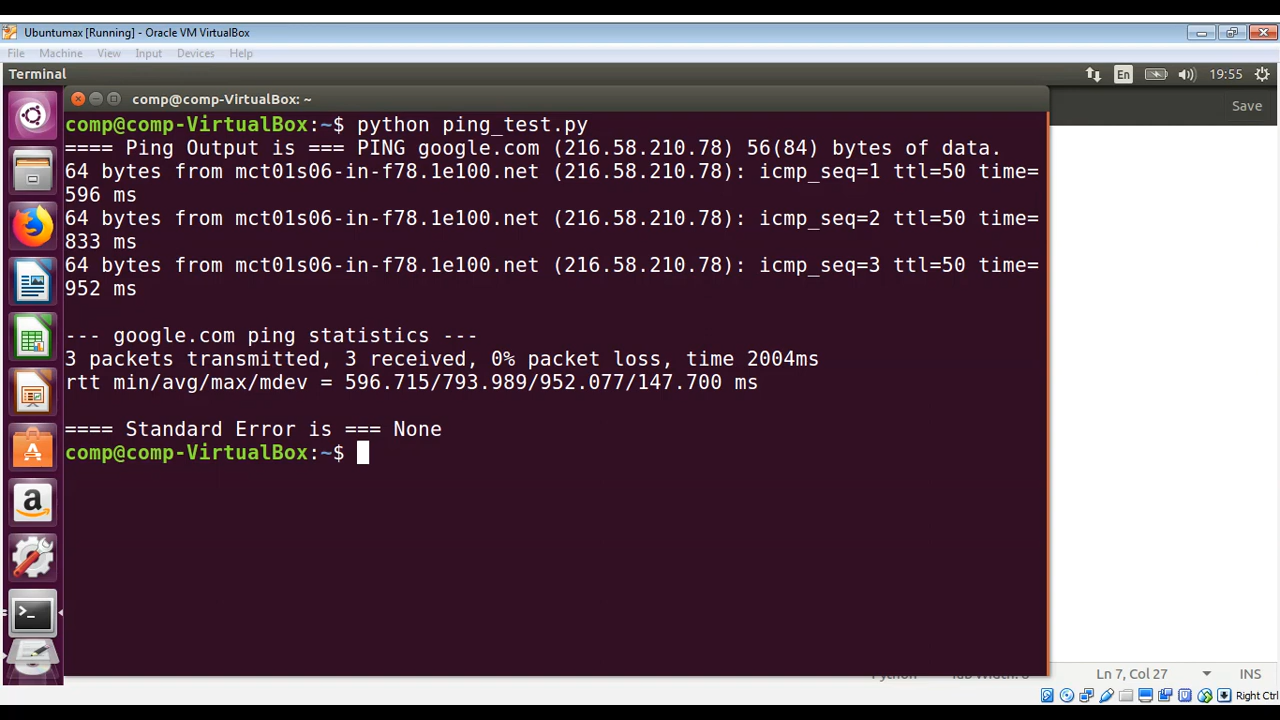 Ubuntumax [Running] - Oracle VM VirtualBox
File Machine View Input Devices Help
Terminal En 19:55
comp@comp-VirtualBox: ~ Save
comp@comp-VirtualBox:~$ python ping_test.py
==== Ping Output is === PING google.com (216.58.210.78) 56(84) bytes of data.
64 bytes from mct01s06-in-f78.1e100.net (216.58.210.78): icmp_seq=1 ttl=50 time=
596 ms
64 bytes from mct01s06-in-f78.1e100.net (216.58.210.78): icmp_seq=2 ttl=50 time=
833 ms
64 bytes from mct01s06-in-f78.1e100.net (216.58.210.78): icmp_seq=3 ttl=50 time=
952 ms
--- google.com ping statistics ---
3 packets transmitted, 3 received, 0% packet loss, time 2004ms
rtt min/avg/max/mdev = 596.715/793.989/952.077/147.700 ms
==== Standard Error is === None
comp@comp-VirtualBox:~$
Ln 7, Col 27 INS
Right Ctrl